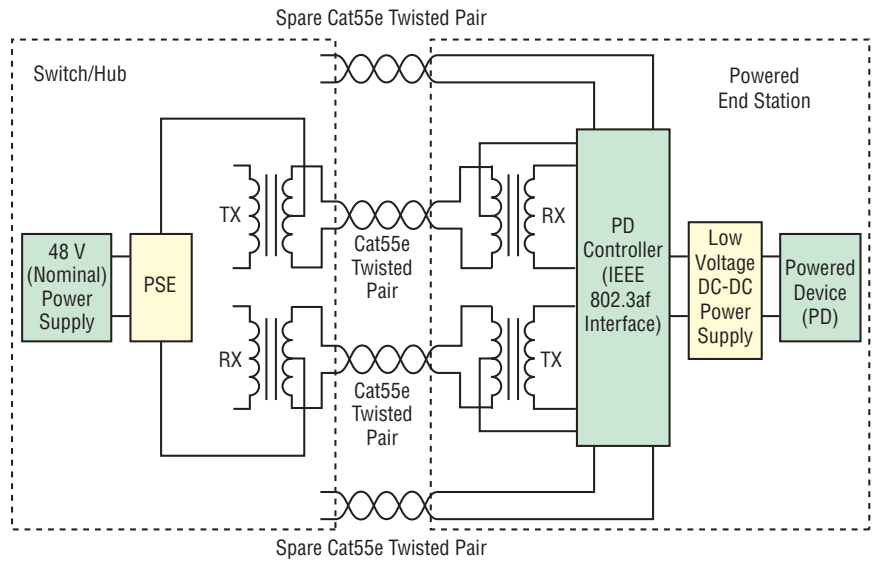 Spare Cat55e Twisted Pair
Switch/Hub
Powered
End Station
TX
RX
Cat55e
Twisted
Pair
48 V
(Nominal)
Power
Supply
PSE
PD
Controller
(IEEE
802.3af
Interface)
Low
Voltage
DC-DC
Power
Supply
Powered
Device
(PD)
RX
TX
Cat55e
Twisted
Pair
Spare Cat55e Twisted Pair